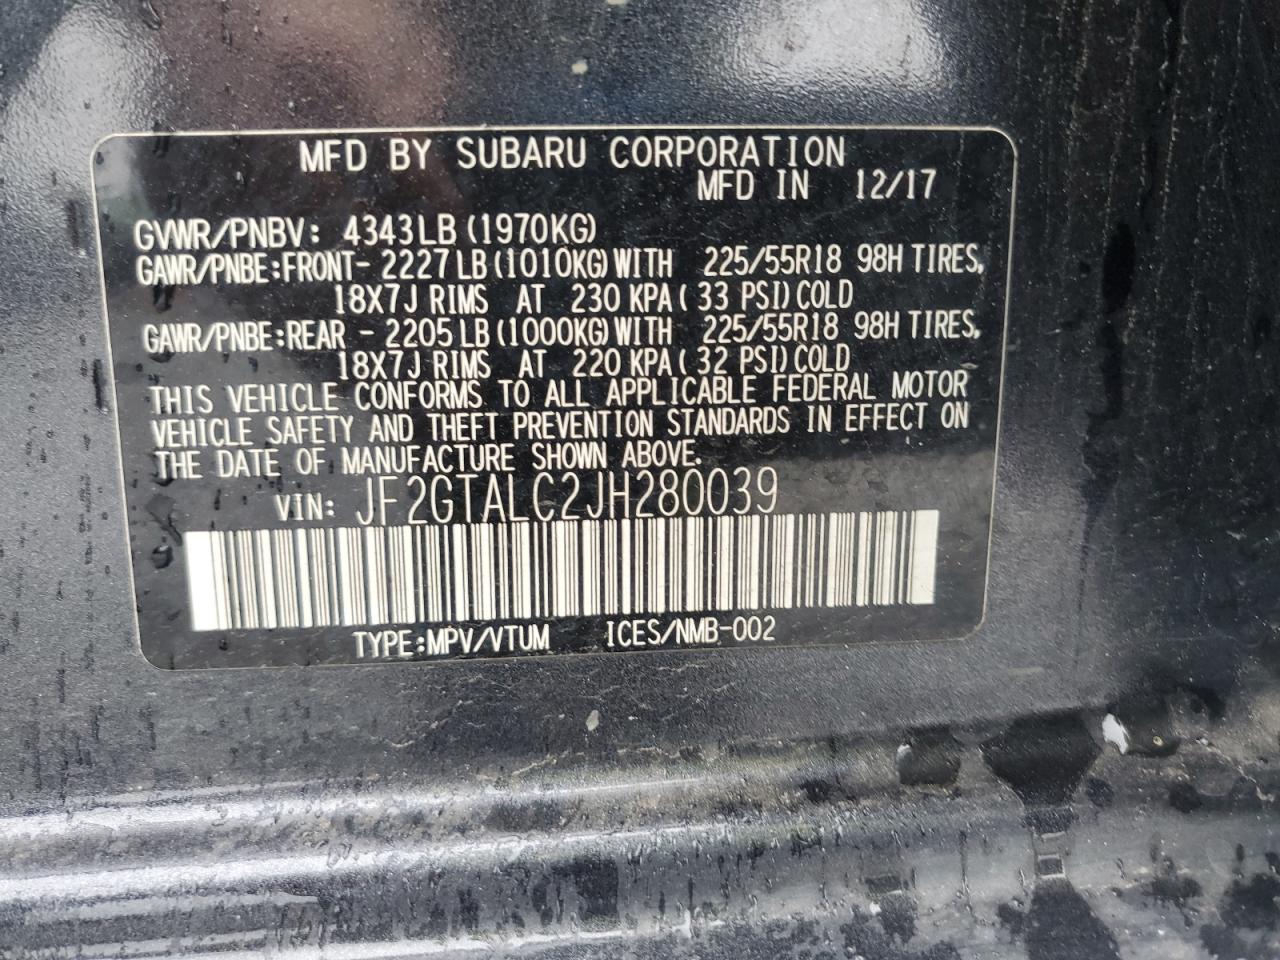 MFD BY SUBARU CORPORATION
MFD IN 12/17
GVWR/PNBV: 4343LB (1970KG)
GAWR/PNBE:FRONT- 2227 LB (1010KG) WITH 225/55R18 98H TIRES,
18X7J RIMS AT 230 KPA ( 33 PSI) COLD
GAWR/PNBE:REAR - 2205 LB (1000KG) WITH 225/55R18 98H TIRES,
18X7J RIMS AT 220 KPA ( 32 PSI) COLD
THIS VEHICLE CONFORMS TO ALL APPLICABLE FEDERAL MOTOR
VEHICLE SAFETY AND THEFT PREVENTION STANDARDS IN EFFECT ON
THE DATE OF MANUFACTURE SHOWN ABOVE.
VIN: JF2GTALC2JH280039
TYPE:MPV/VTUM ICES/NMB-002